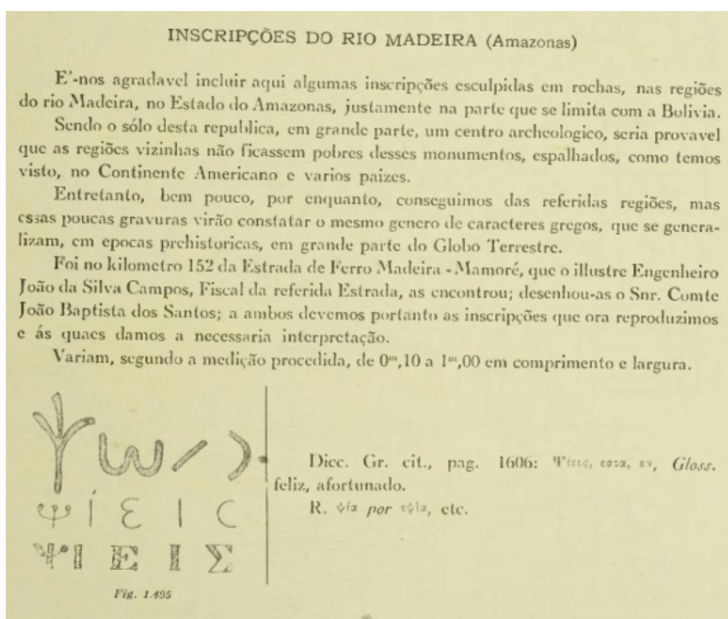 INSCRIPÇÕES DO RIO MADEIRA (Amazonas)
E'-nos agradavel incluir aqui algumas inscripções esculpidas em rochas, nas regiões
do rio Madeira, no Estado do Amazonas, justamente na parte que se limita com a Bolivia.
Sendo o sólo desta republica, em grande parte, um centro archeologico, seria provavel
que as regiões vizinhas não ficassem pobres desses monumentos, espalhados, como temos
visto, no Continente Americano e varios paizes.
Entretanto, bem pouco, por enquanto, conseguimos das referidas regiões, mas
essas poucas gravuras virão constatar o mesmo genero de caracteres gregos, que se genera-
lizam, em epocas prehistoricas, em grande parte do Globo Terrestre.
Foi no kilometro 152 da Estrada de Ferro Madeira - Mamoré, que o illustre Engenheiro
João da Silva Campos, Fiscal da referida Estrada, as encontrou; desenhou-as o Snr. Comte
João Baptista dos Santos; a ambos devemos portanto as inscripções que ora reproduzimos
e ás quaes damos a necessaria interpretação.
Variam, segundo a medição procedida, de 0ᵐ,10 a 1ᵐ,00 em comprimento e largura.
Ψ Í Ɛ Ι C
Ψ Ι Ε Ι Σ
Fig. 1.495
Dicc. Gr. cit., pag. 1606: Gloss.
feliz, afortunado.
R. por etc.